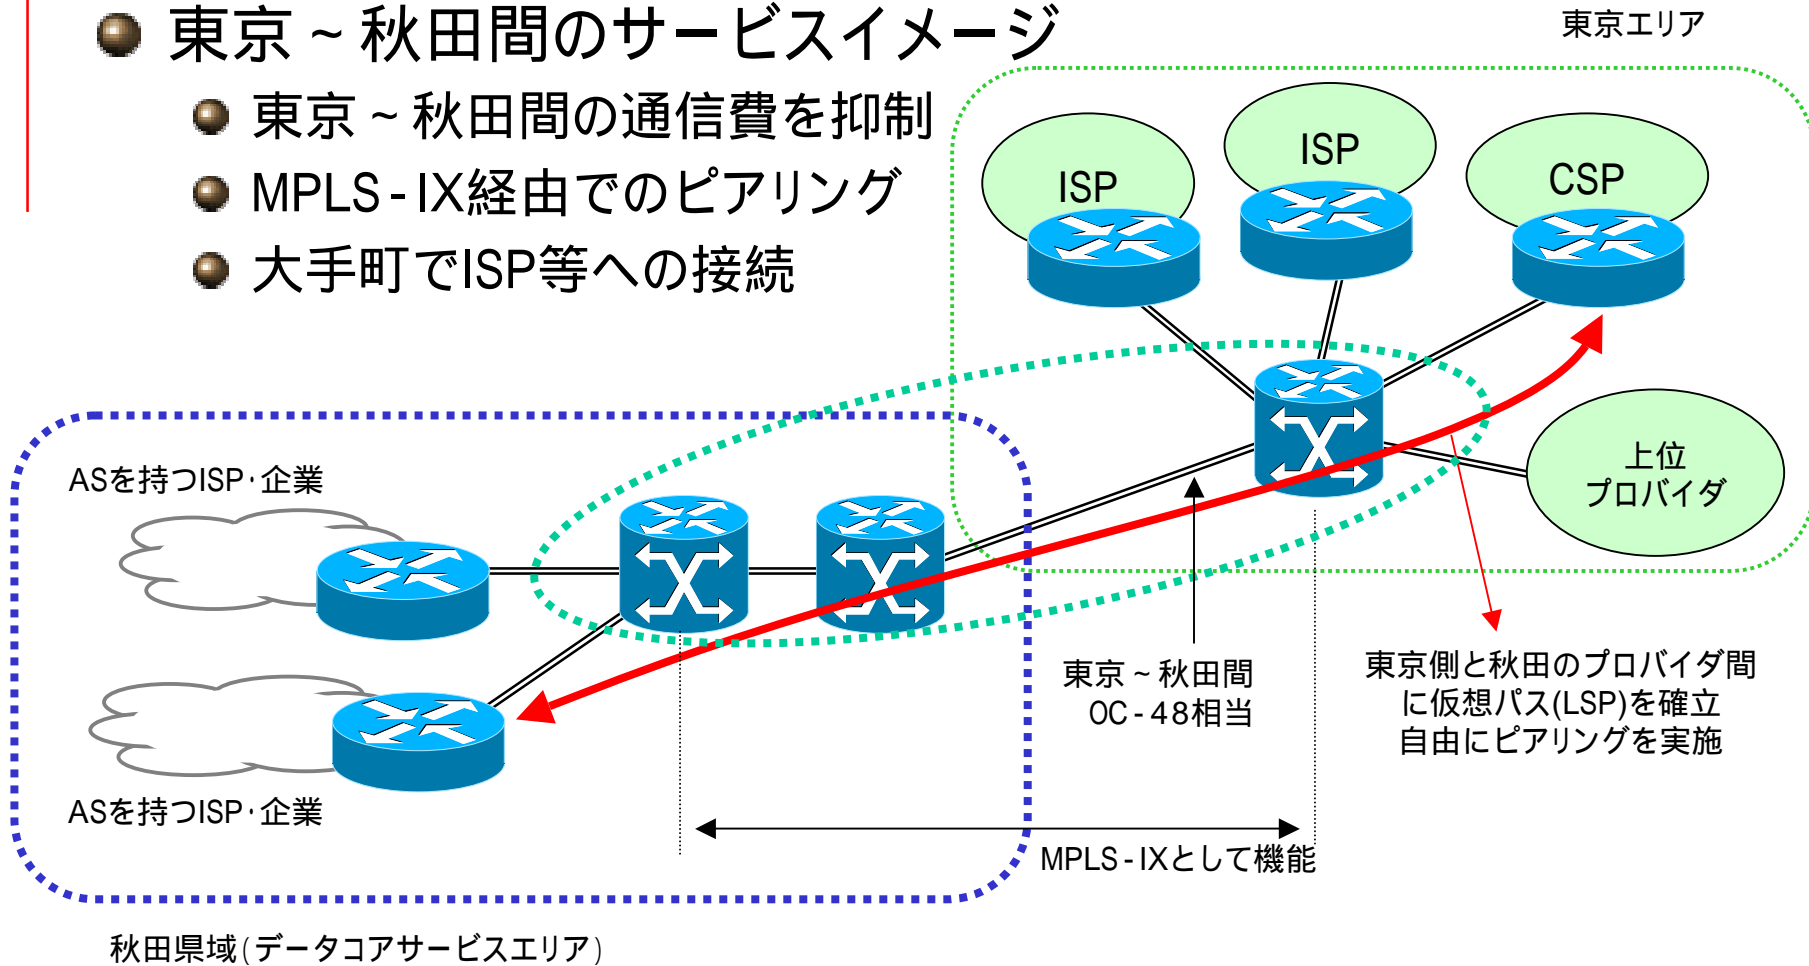 東京~秋田間のサービスイメージ
東京~秋田間の通信費を抑制
MPLS-IX経由でのピアリング
大手町でISP等への接続
東京エリア
ISP
ISP
CSP
上位
プロバイダ
ASを持つISP・企業
ASを持つISP・企業
東京~秋田間
OC-48相当
東京側と秋田のプロバイダ間
に仮想パス(LSP)を確立
自由にピアリングを実施
MPLS-IXとして機能
秋田県域(データコアサービスエリア)